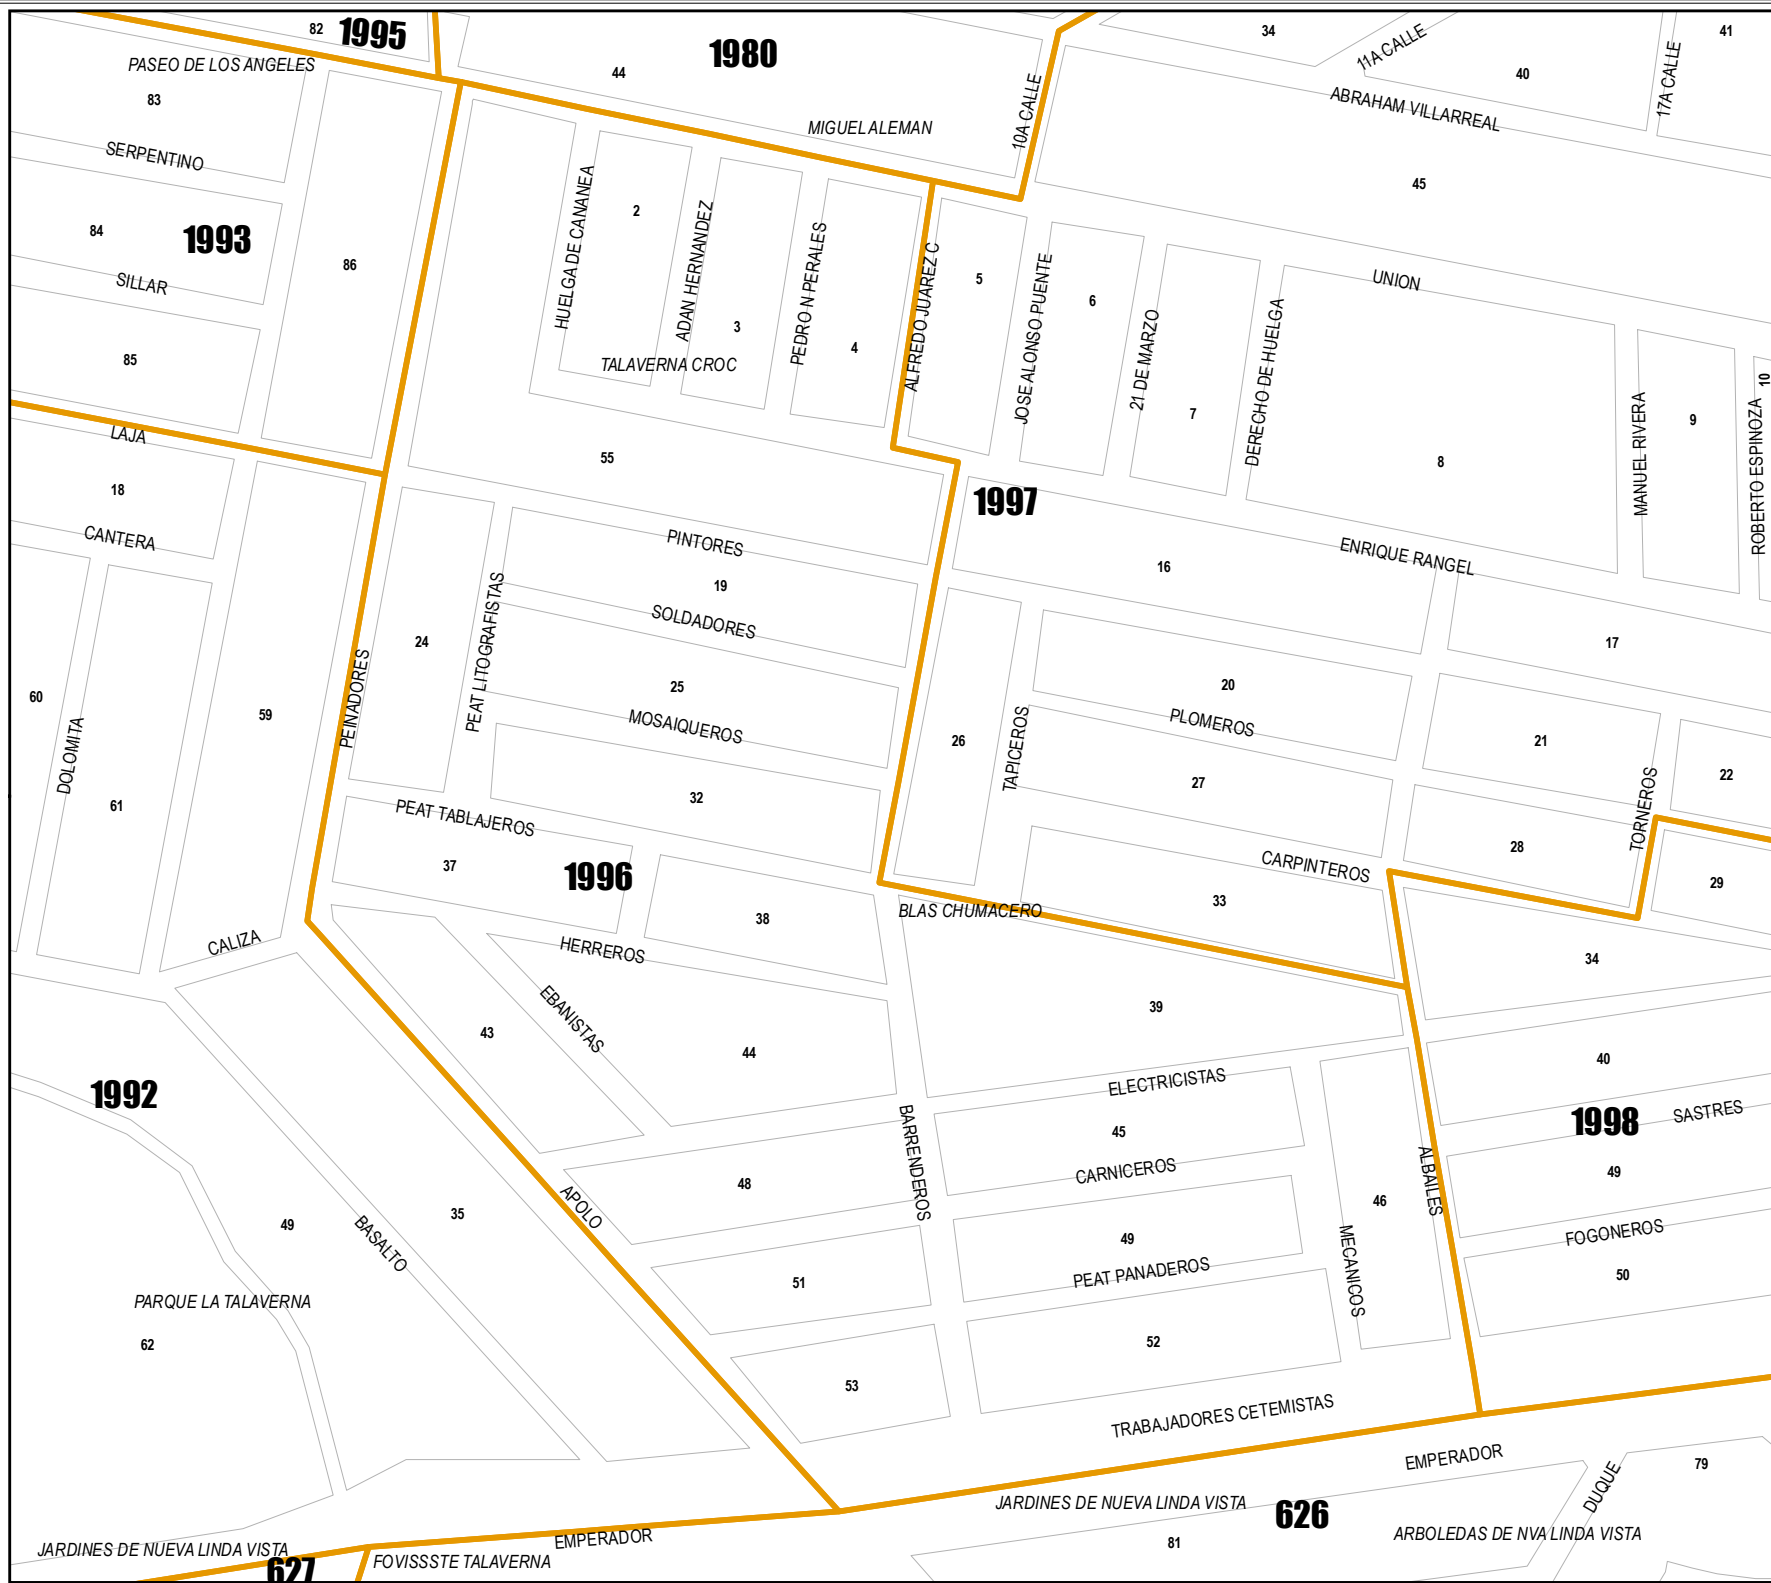 82
1995
1980
34
11A CALLE
41
PASEO DE LOS ANGELES
44
40
17A CALLE
83
10A CALLE
ABRAHAM VILLARREAL
MIGUEL ALEMAN
SERPENTINO
45
2
HUELGA DE CANANEA
ADAN HERNANDEZ
84
1993
86
PEDRO N PERALES
ALFREDO JUAREZ C
5
JOSE ALONSO PUENTE
6
UNION
SILLAR
3
4
21 DE MARZO
DERECHO DE HUELGA
85
TALAVERNA CROC
7
MANUEL RIVERA
9
ROBERTO ESPINOZA
10
LAJA
55
8
18
1997
CANTERA
PINTORES
ENRIQUE RANGEL
16
19
PEAT LITOGRAFISTAS
SOLDADORES
24
17
60
59
PEINADORES
25
20
MOSAIQUEROS
PLOMEROS
DOLOMITA
26
TAPICEROS
21
22
61
32
27
TORNEROS
PEAT TABLAJEROS
28
37
1996
CARPINTEROS
29
33
BLAS CHUMACERO
38
CALIZA
HERREROS
34
EBANISTAS
39
43
44
40
1992
ELECTRICISTAS
SASTRES
1998
BARRENDEROS
45
CARNICEROS
ALBAILES
49
48
46
APOLO
35
49
BASALTO
49
FOGONEROS
MECANICOS
PEAT PANADEROS
51
50
PARQUE LA TALAVERNA
62
52
53
TRABAJADORES CETEMISTAS
EMPERADOR
79
DUQUE
JARDINES DE NUEVA LINDA VISTA
626
ARBOLEDAS DE NVA LINDA VISTA
EMPERADOR
81
JARDINES DE NUEVA LINDA VISTA
FOVISSSTE TALAVERNA
627